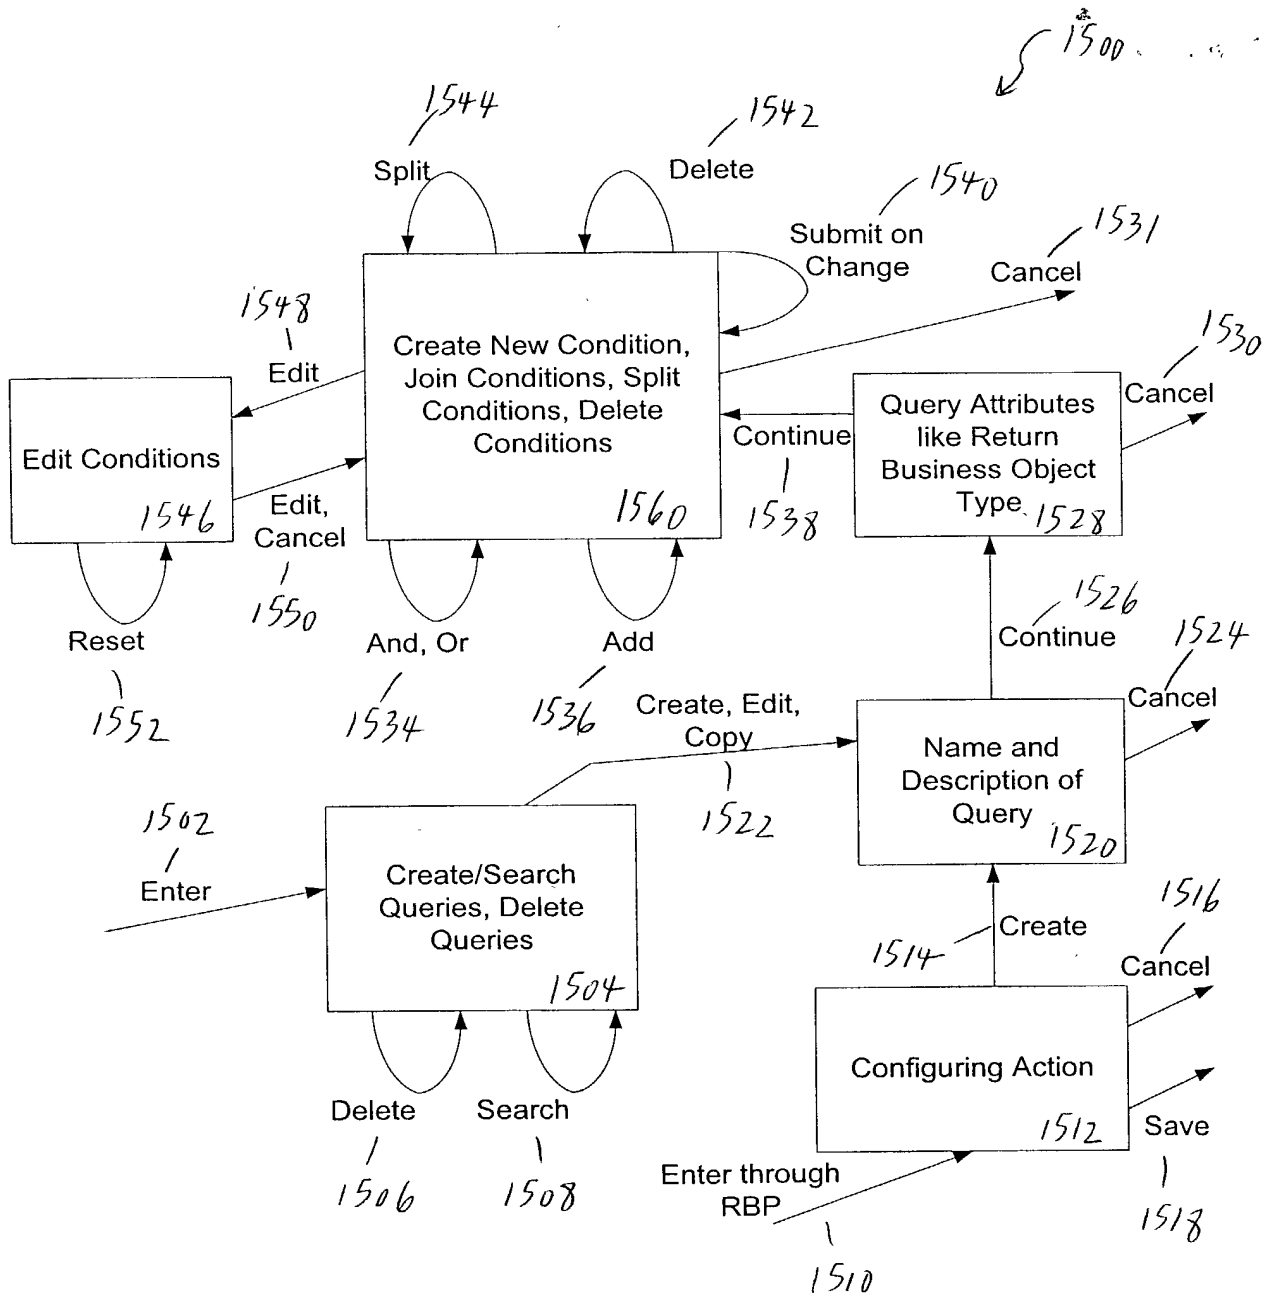 1500
1544
1542
Split
Delete
1540
Submit on
Change
1531
Cancel
1548
Edit
Create New Condition,
Join Conditions, Split
Conditions, Delete
Conditions
1560
1530
Cancel
Query Attributes
like Return
Business Object
Type
1528
Continue
1538
Edit Conditions
1546
Edit,
Cancel
1550
Reset
1552
And, Or
1534
Add
1536
1526
Continue
1524
Cancel
Create, Edit,
Copy
1522
Name and
Description of
Query
1520
1502
Enter
Create/Search
Queries, Delete
Queries
1504
1514
Create
1516
Cancel
Configuring Action
1512
Save
1518
Delete
1506
Search
1508
Enter through
RBP
1510